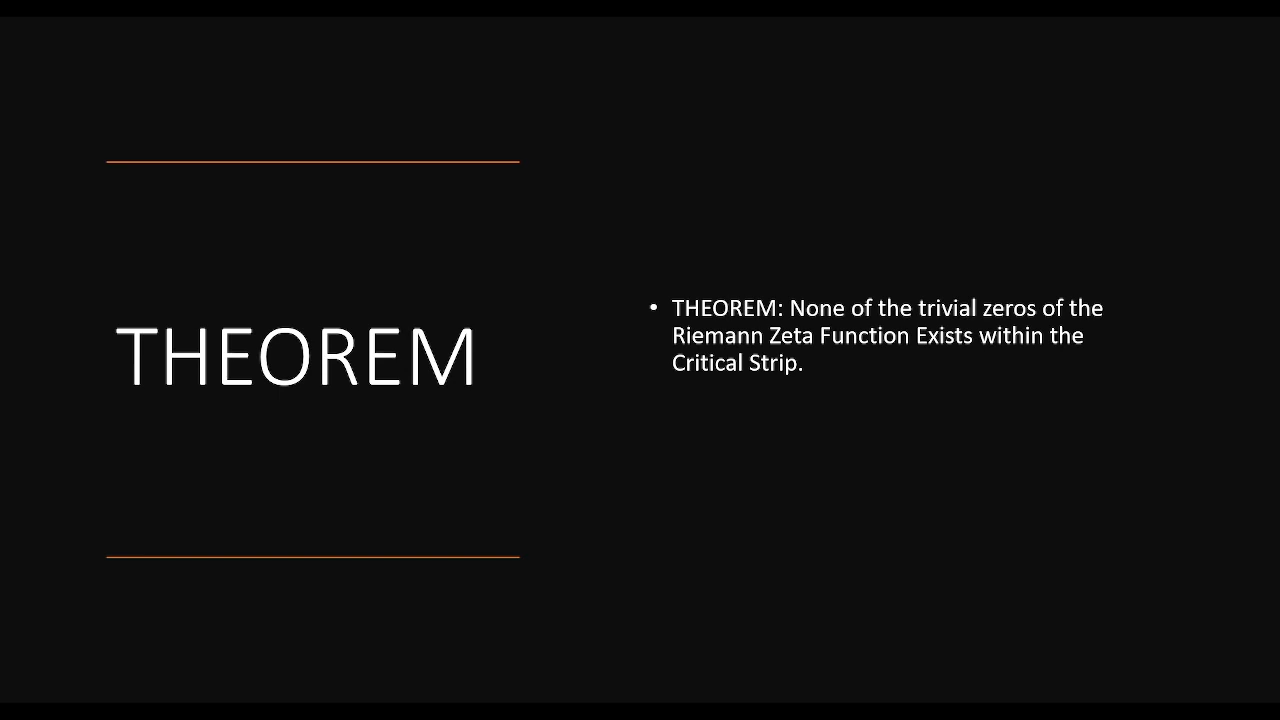 THEOREM
• THEOREM: None of the trivial zeros of the
Riemann Zeta Function Exists within the
Critical Strip.